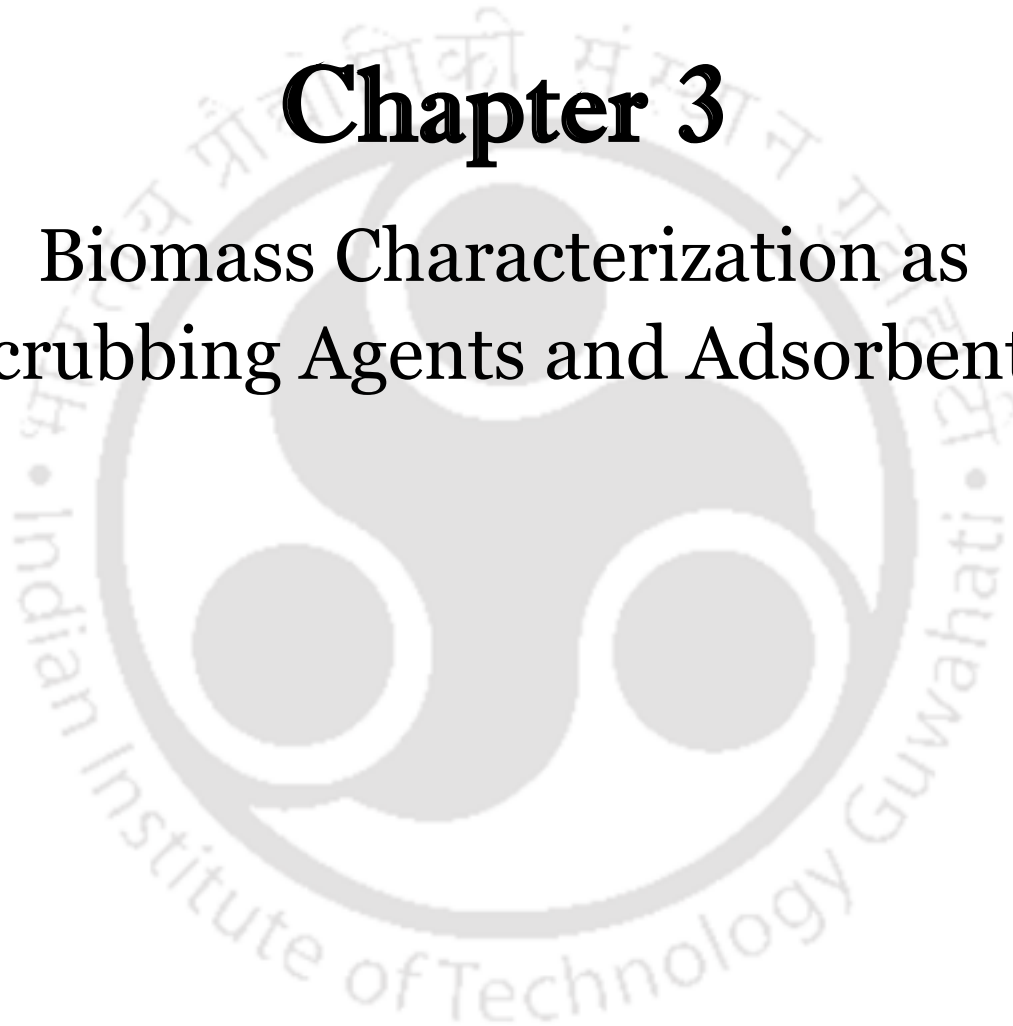 Chapter 3
Biomass Characterization as
crubbing Agents and Adsorbent
• Indian Institute of Technology Guwahati •